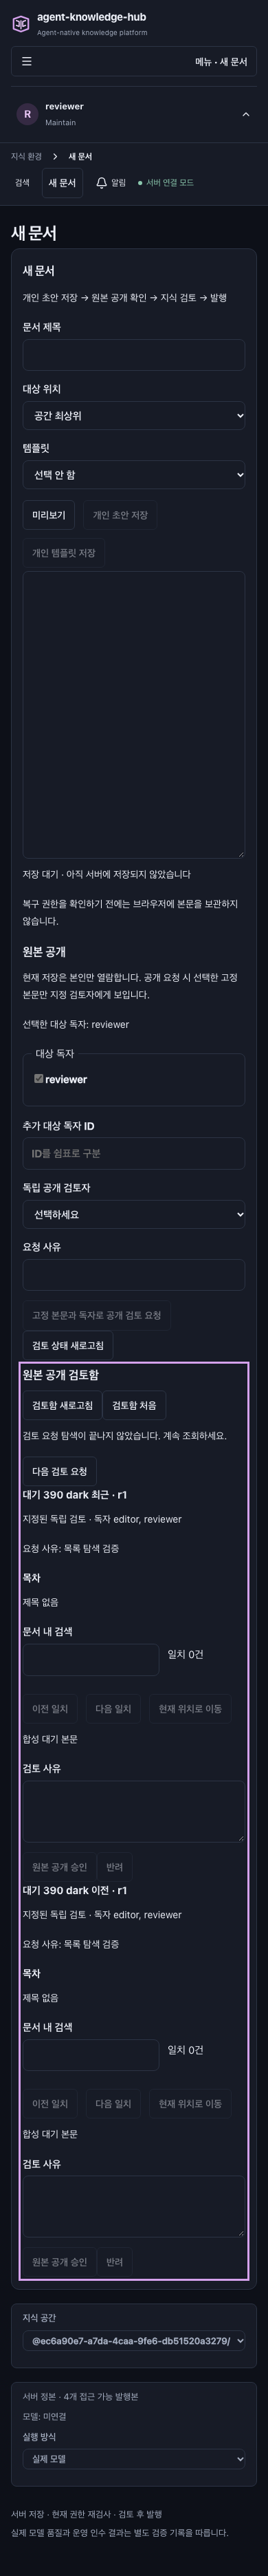 agent-knowledge-hub
Agent-native knowledge platform
메뉴 · 새 문서
R
reviewer
Maintain
지식 환경 > 새 문서
검색 새 문서 알림 서버 연결 모드
새 문서
새 문서
개인 초안 저장 → 원본 공개 확인 → 지식 검토 → 발행
문서 제목
대상 위치
공간 최상위
템플릿
선택 안 함
미리보기 개인 초안 저장
개인 템플릿 저장
저장 대기 · 아직 서버에 저장되지 않았습니다
복구 권한을 확인하기 전에는 브라우저에 본문을 보관하지
않습니다.
원본 공개
현재 저장은 본인만 열람합니다. 공개 요청 시 선택한 고정
본문만 지정 검토자에게 보입니다.
선택한 대상 독자: reviewer
대상 독자
reviewer
추가 대상 독자 ID
ID를 쉼표로 구분
독립 공개 검토자
선택하세요
요청 사유
고정 본문과 독자로 공개 검토 요청
검토 상태 새로고침
원본 공개 검토함
검토함 새로고침 검토함 처음
검토 요청 탐색이 끝나지 않았습니다. 계속 조회하세요.
다음 검토 요청
대기 390 dark 최근 · r1
지정된 독립 검토 · 독자 editor, reviewer
요청 사유: 목록 탐색 검증
목차
제목 없음
문서 내 검색
일치 0건
이전 일치 다음 일치 현재 위치로 이동
합성 대기 본문
검토 사유
원본 공개 승인 반려
대기 390 dark 이전 · r1
지정된 독립 검토 · 독자 editor, reviewer
요청 사유: 목록 탐색 검증
목차
제목 없음
문서 내 검색
일치 0건
이전 일치 다음 일치 현재 위치로 이동
합성 대기 본문
검토 사유
원본 공개 승인 반려
지식 공간
@ec6a90e7-a7da-4caa-9fe6-db51520a3279/
서버 정본 · 4개 접근 가능 발행본
모델: 미연결
실행 방식
실제 모델
서버 저장 · 현재 권한 재검사 · 검토 후 발행
실제 모델 품질과 운영 인수 결과는 별도 검증 기록을 따릅니다.